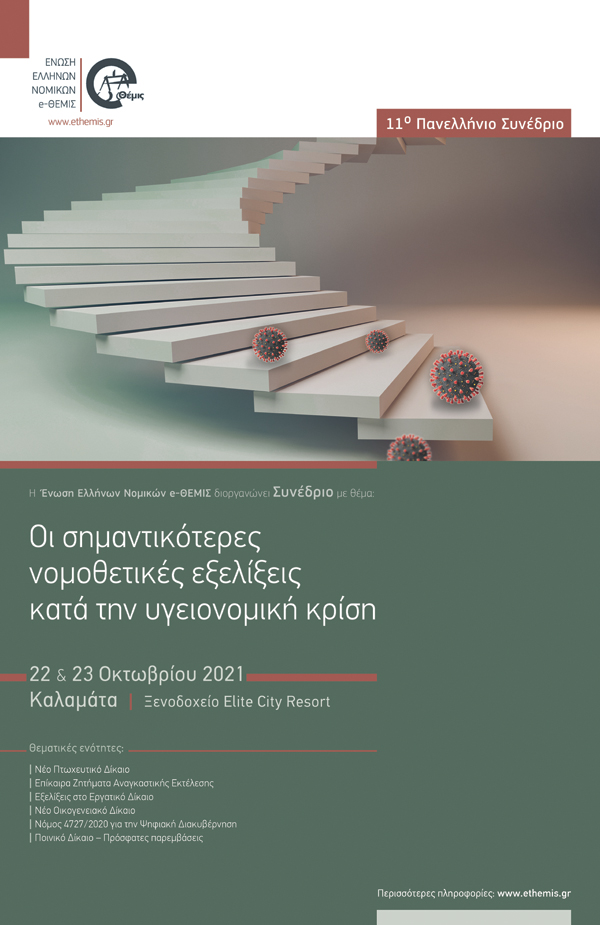 ΕΝΩΣΗ
ΕΛΛΗΝΩΝ
ΝΟΜΙΚΩΝ
e-ΘΕΜΙΣ
Θέμις
www.ethemis.gr
11ο Πανελλήνιο Συνέδριο
Η Ένωση Ελλήνων Νομικών e-ΘΕΜΙΣ διοργανώνει Συνέδριο με θέμα:
Οι σημαντικότερες
νομοθετικές εξελίξεις
κατά την υγειονομική κρίση
22 & 23 Οκτωβρίου 2021
Καλαμάτα | Ξενοδοχείο Elite City Resort
Θεματικές ενότητες:
| Νέο Πτωχευτικό Δίκαιο
| Επίκαιρα Ζητήματα Αναγκαστικής Εκτέλεσης
| Εξελίξεις στο Εργατικό Δίκαιο
| Νέο Οικογενειακό Δίκαιο
| Νόμος 4727/2020 για την Ψηφιακή Διακυβέρνηση
| Ποινικό Δίκαιο – Πρόσφατες παρεμβάσεις
Περισσότερες πληροφορίες: www.ethemis.gr